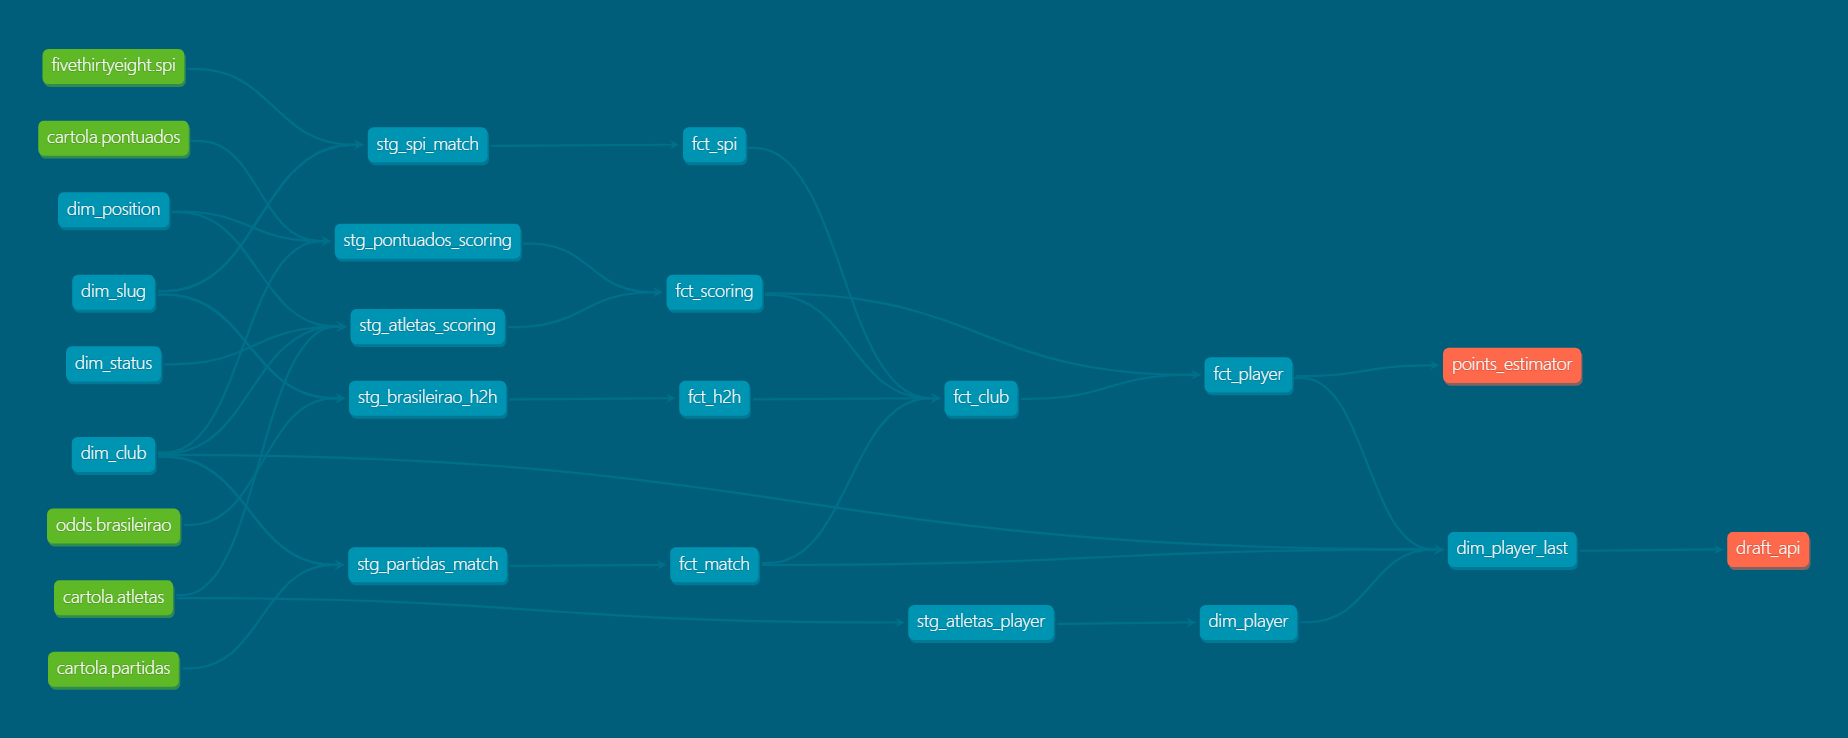 fivethirtyeight.spi
cartola.pontuados
dim_position
dim_slug
dim_status
dim_club
odds.brasileirao
cartola.atletas
cartola.partidas
stg_spi_match
stg_pontuados_scoring
stg_atletas_scoring
stg_brasileirao_h2h
stg_partidas_match
fct_spi
fct_scoring
fct_h2h
fct_match
fct_club
stg_atletas_player
fct_player
dim_player
points_estimator
dim_player_last
draft_api